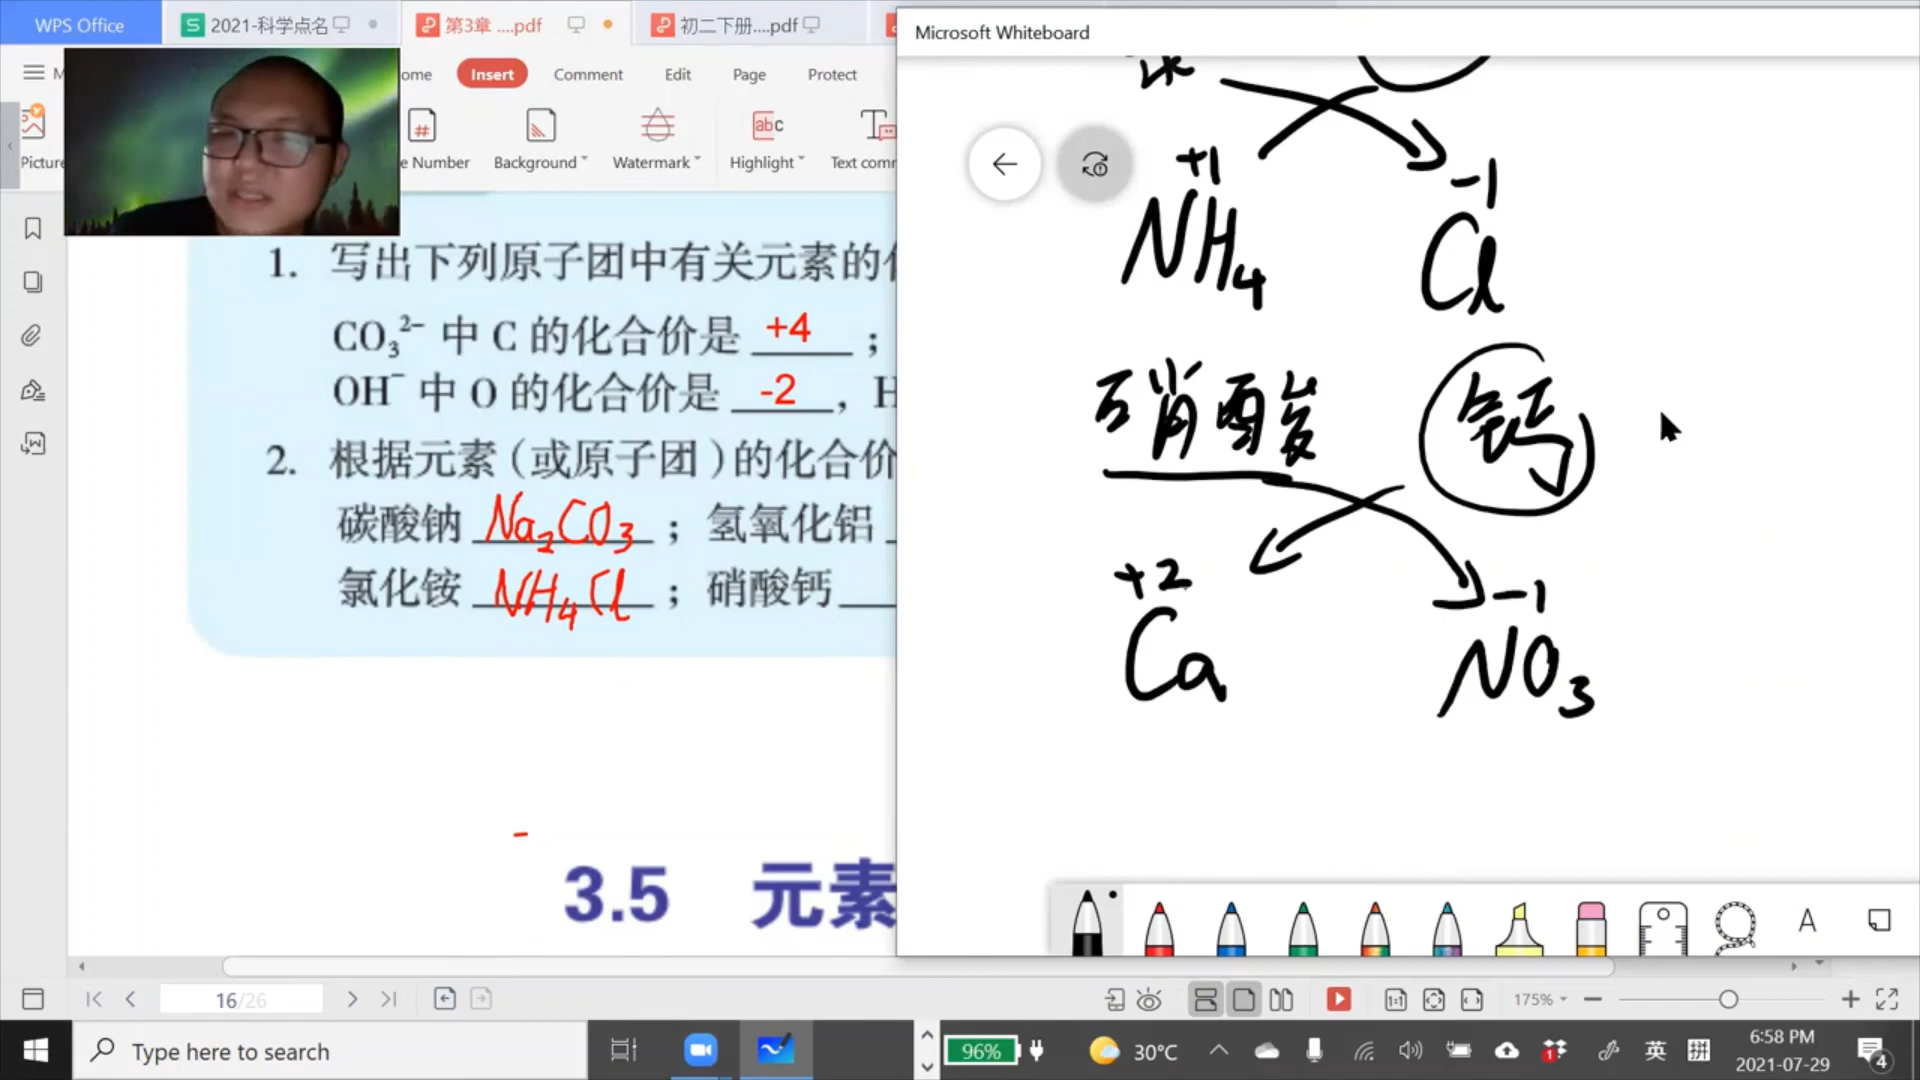 WPS Office
2021-科学点名
第3章 ....pdf
初二下册...pdf
Microsoft Whiteboard
Insert
Comment
Edit
Page
Protect
Picture
Background
Watermark
Highlight
1. 写出下列原子团中有关元素的
CO₃²⁻ 中 C 的化合价是 +4 ；
OH⁻ 中 O 的化合价是 -2 ，H
2. 根据元素（或原子团）的化合价
碳酸钠 Na₂CO₃ ；氢氧化铝
氯化铵 NH₄Cl ；硝酸钙
3.5 元素
+1 -1
NH₄ Cl
硝酸 钙
+2 -1
Ca NO₃
A
16/26
175%
Type here to search
96%
30°C
英
拼
6:58 PM
2021-07-29
4